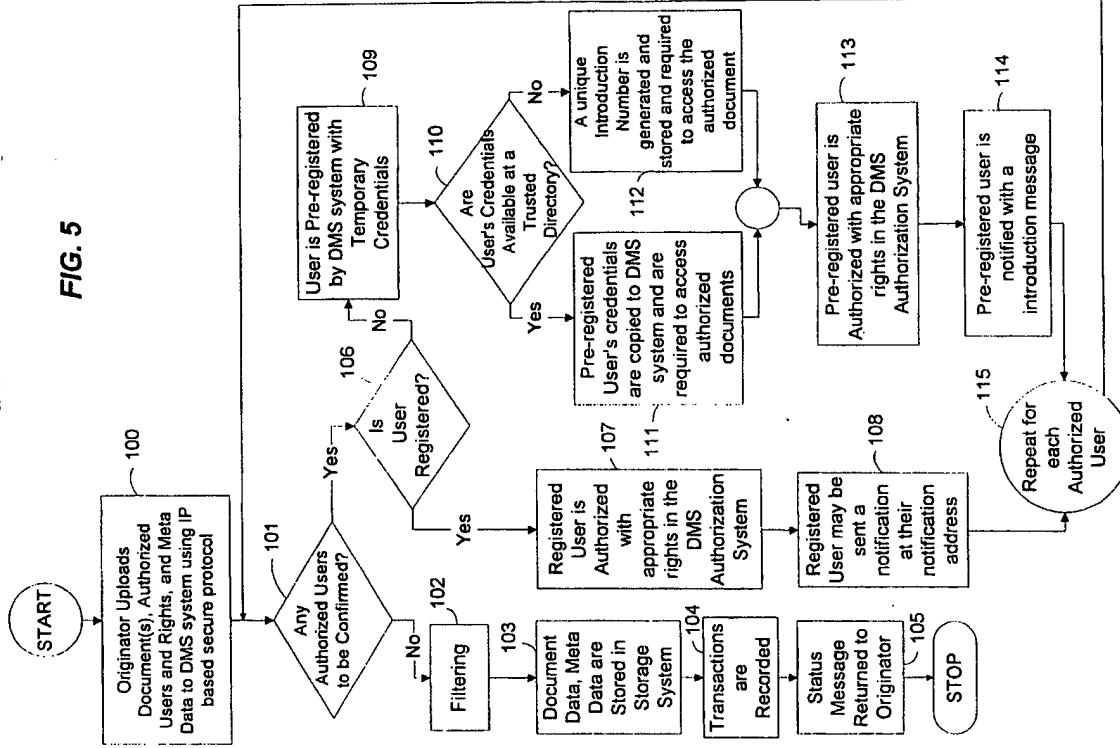 FIG. 5
START
100
Originator Uploads
Document(s), Authorized
Users and Rights, and Meta
Data to DMS system using IP
based secure protocol
101
Any
Authorized Users
to be Confirmed?
Yes
No
102
Filtering
103
Document
Data, Meta
Data are
Stored in
Storage
System
104
Transactions
are
Recorded
Status
Message
Returned to
Originator
105
STOP
106
Is
User
Registered?
No
Yes
107
Registered
User is
Authorized
with
appropriate
rights in the
DMS
Authorization
System
108
Registered
User may be
sent a
notification
at their
notification
address
109
User is Pre-registered
by DMS system with
Temporary
Credentials
110
Are
User's Credentials
Available at a
Trusted
Directory?
Yes
No
Pre-registered
User's credentials
are copied to DMS
system and are
required to access
authorized
documents
111
A unique
Introduction
Number is
generated and
stored and required
to access the
authorized
document
112
113
Pre-registered user is
Authorized with appropriate
rights in the DMS
Authorization System
114
Pre-registered user is
notified with a
introduction message
115
Repeat for
each
Authorized
User